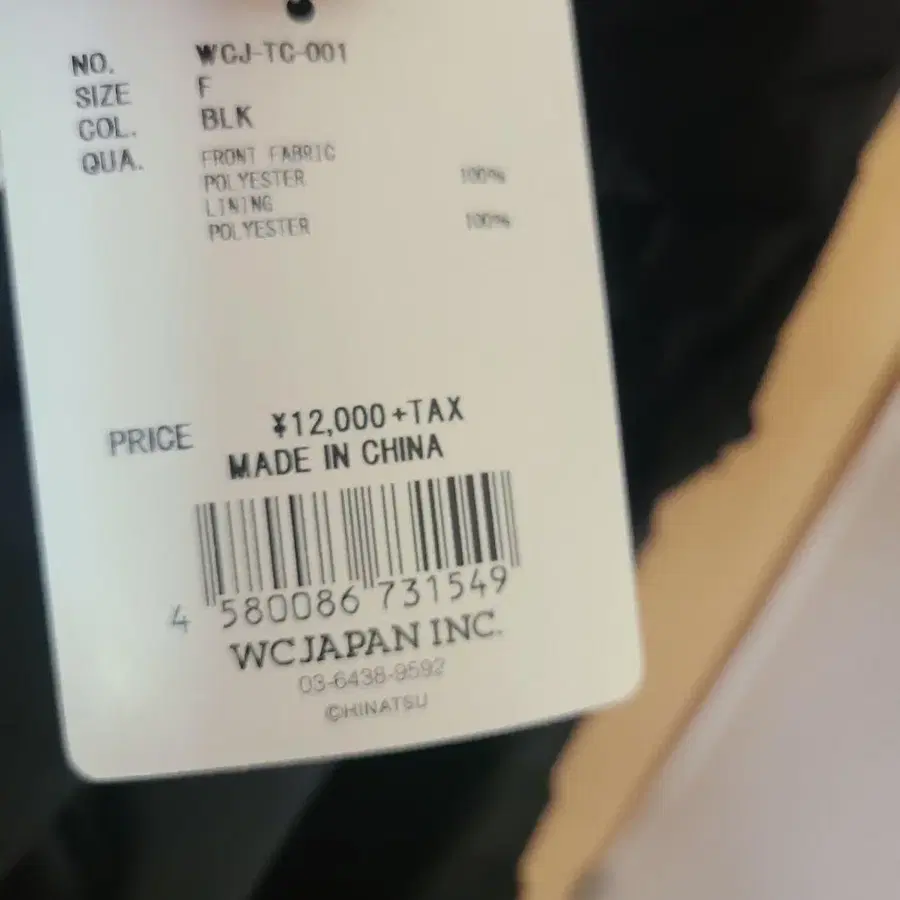 NO. WCJ-TC-001
SIZE F
COL. BLK
QUA. FRONT FABRIC
POLYESTER 100%
LINING
POLYESTER 100%
PRICE ¥12,000+TAX
MADE IN CHINA
4 580086 731549
WCJAPAN INC.
03-6438-9592
©HINATSU